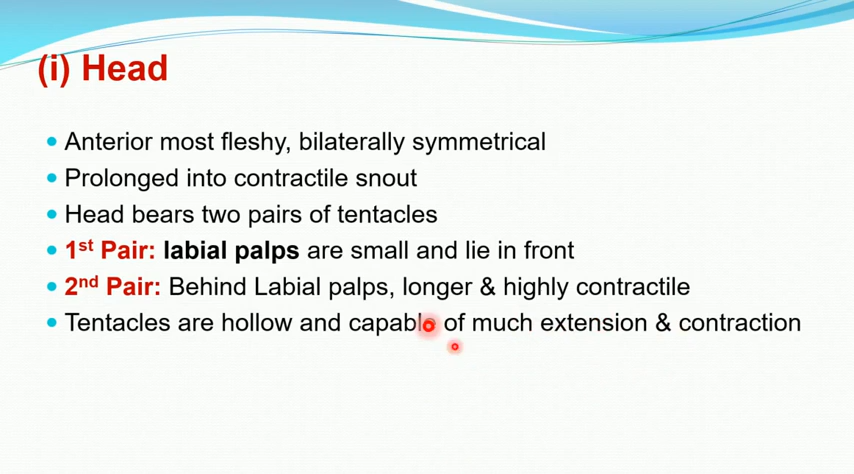 (i) Head
• Anterior most fleshy, bilaterally symmetrical
• Prolonged into contractile snout
• Head bears two pairs of tentacles
• 1st Pair: labial palps are small and lie in front
• 2nd Pair: Behind Labial palps, longer & highly contractile
• Tentacles are hollow and capable of much extension & contraction